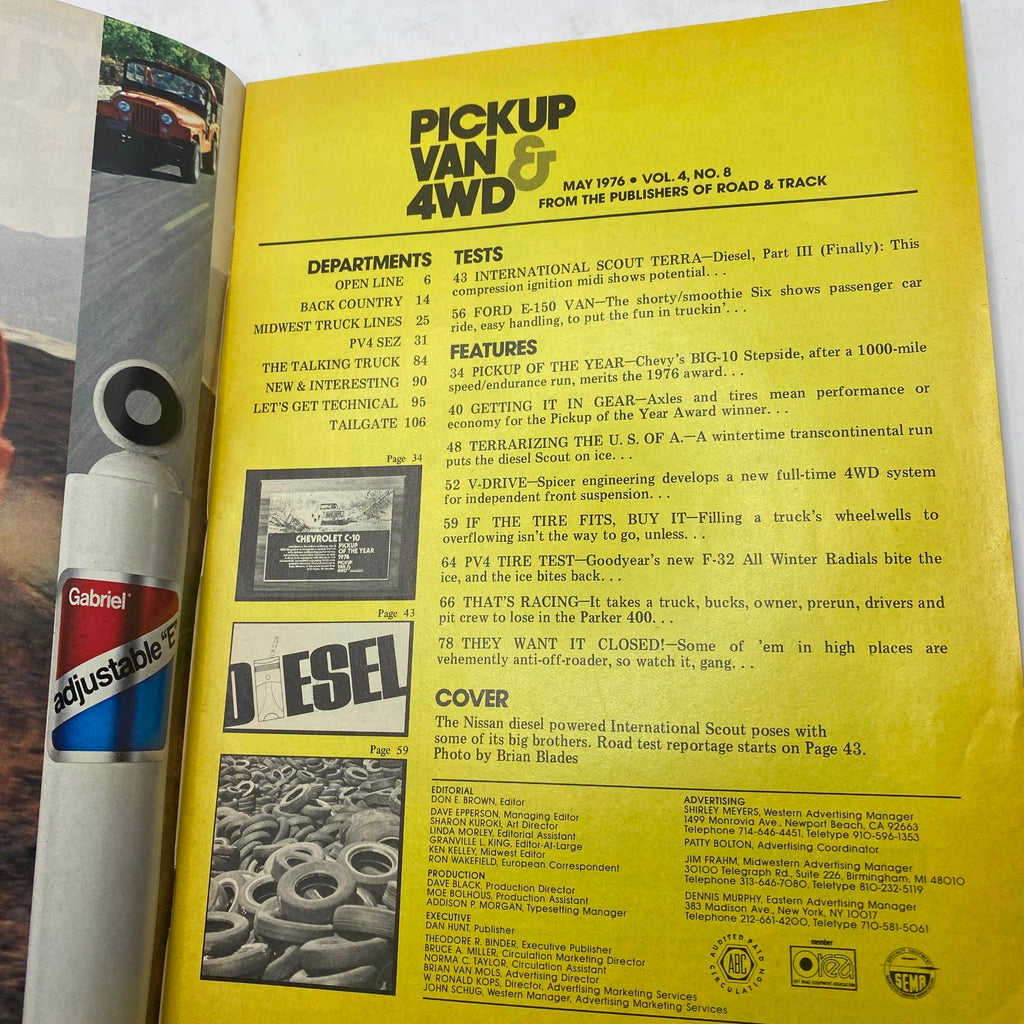 Gabriel
adjustable "E"
PICKUP
VAN &
4WD
MAY 1976 • VOL. 4, NO. 8
FROM THE PUBLISHERS OF ROAD & TRACK
DEPARTMENTS
OPEN LINE 6
BACK COUNTRY 14
MIDWEST TRUCK LINES 25
PV4 SEZ 31
THE TALKING TRUCK 84
NEW & INTERESTING 90
LET'S GET TECHNICAL 95
TAILGATE 106
Page 34
CHEVROLET C-10
PICKUP
OF THE YEAR
1976
Page 43
DIESEL
Page 59
TESTS
43 INTERNATIONAL SCOUT TERRA—Diesel, Part III (Finally): This
compression ignition midi shows potential. . .
56 FORD E-150 VAN—The shorty/smoothie Six shows passenger car
ride, easy handling, to put the fun in truckin'. . .
FEATURES
34 PICKUP OF THE YEAR—Chevy's BIG-10 Stepside, after a 1000-mile
speed/endurance run, merits the 1976 award. . .
40 GETTING IT IN GEAR—Axles and tires mean performance or
economy for the Pickup of the Year Award winner. . .
48 TERRARIZING THE U. S. OF A.—A wintertime transcontinental run
puts the diesel Scout on ice. . .
52 V-DRIVE—Spicer engineering develops a new full-time 4WD system
for independent front suspension. . .
59 IF THE TIRE FITS, BUY IT—Filling a truck's wheelwells to
overflowing isn't the way to go, unless. . .
64 PV4 TIRE TEST—Goodyear's new F-32 All Winter Radials bite the
ice, and the ice bites back. . .
66 THAT'S RACING—It takes a truck, bucks, owner, prerun, drivers and
pit crew to lose in the Parker 400. . .
78 THEY WANT IT CLOSED!—Some of 'em in high places are
vehemently anti-off-roader, so watch it, gang. . .
COVER
The Nissan diesel powered International Scout poses with
some of its big brothers. Road test reportage starts on Page 43.
Photo by Brian Blades
EDITORIAL
DON E. BROWN, Editor
DAVE EPPERSON, Managing Editor
SHARON KUROKI, Art Director
LINDA MORLEY, Editorial Assistant
GRANVILLE L. KING, Editor-At-Large
KEN KELLEY, Midwest Editor
RON WAKEFIELD, European Correspondent
PRODUCTION
DAVE BLACK, Production Director
MOE BOLHOUS, Production Assistant
ADDISON P. MORGAN, Typesetting Manager
EXECUTIVE
DAN HUNT, Publisher
THEODORE R. BINDER, Executive Publisher
BRUCE A. MILLER, Circulation Marketing Director
NORMA C. TAYLOR, Circulation Assistant
BRIAN VAN MOLS, Advertising Director
W. RONALD KOPS, Director, Advertising Marketing Services
JOHN SCHUG, Western Manager, Advertising Marketing Services
ADVERTISING
SHIRLEY MEYERS, Western Advertising Manager
1499 Monrovia Ave., Newport Beach, CA 92663
Telephone 714-646-4451, Teletype 910-596-1353
PATTY BOLTON, Advertising Coordinator
JIM FRAHM, Midwestern Advertising Manager
30100 Telegraph Rd., Suite 226, Birmingham, MI 48010
Telephone 313-646-7080, Teletype 810-232-5119
DENNIS MURPHY, Eastern Advertising Manager
383 Madison Ave., New York, NY 10017
Telephone 212-661-4200, Teletype 710-581-5061
AUDITED PAID
ABC
CIRCULATION
member
orea
OFF ROAD EQUIPMENT ASSOCIATION
SEMA